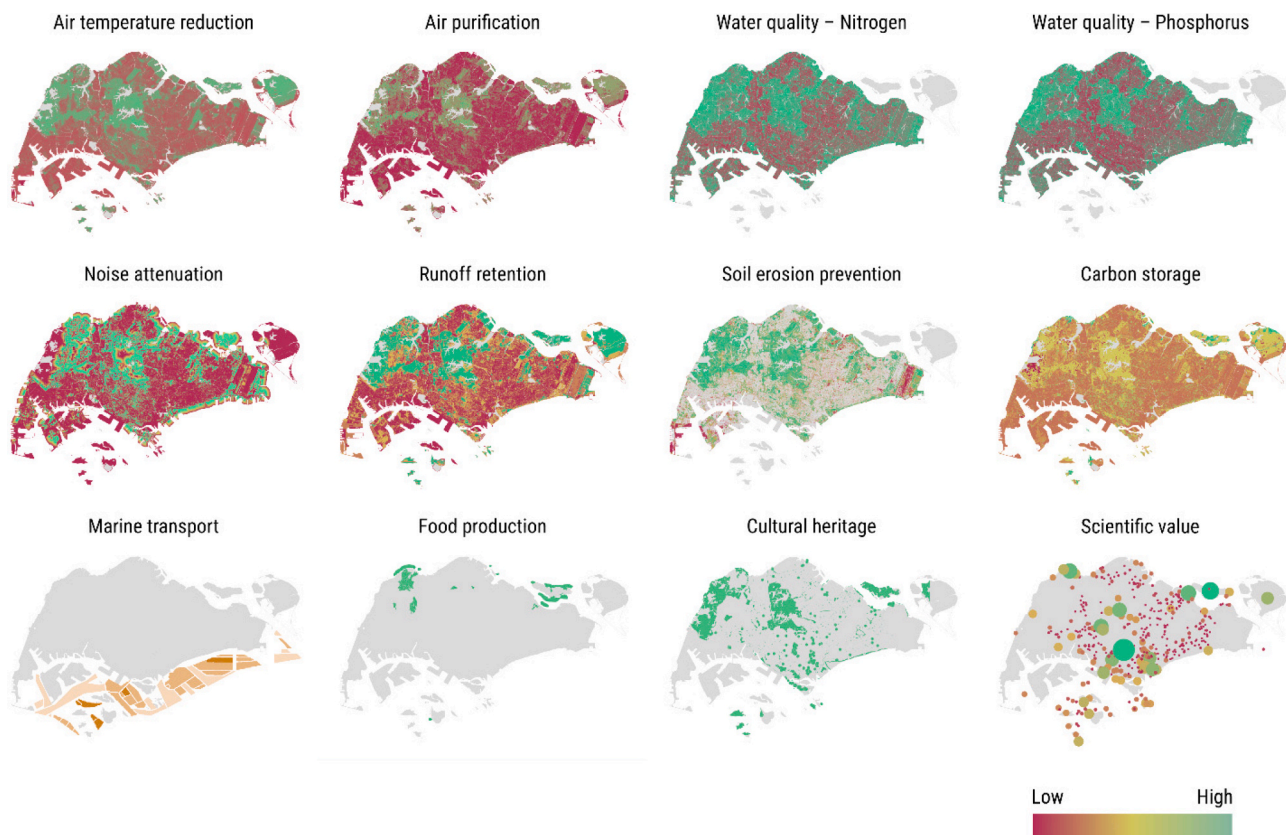 Air temperature reduction
Air purification
Water quality – Nitrogen
Water quality – Phosphorus
Noise attenuation
Runoff retention
Soil erosion prevention
Carbon storage
Marine transport
Food production
Cultural heritage
Scientific value
Low
High